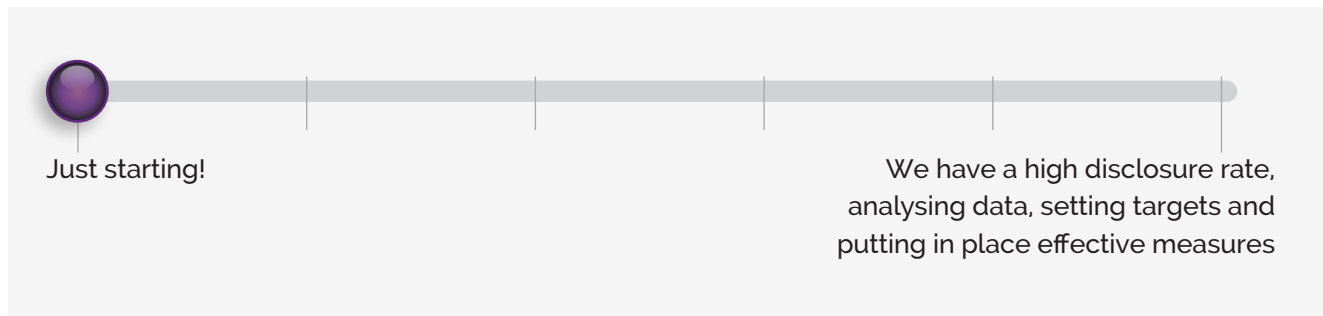 Just starting!
We have a high disclosure rate,
analysing data, setting targets and
putting in place effective measures